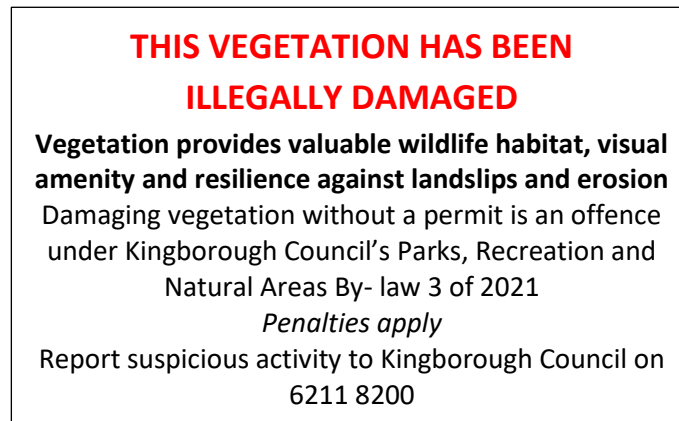 THIS VEGETATION HAS BEEN
ILLEGALLY DAMAGED
Vegetation provides valuable wildlife habitat, visual
amenity and resilience against landslips and erosion
Damaging vegetation without a permit is an offence
under Kingborough Council’s Parks, Recreation and
Natural Areas By- law 3 of 2021
Penalties apply
Report suspicious activity to Kingborough Council on
6211 8200